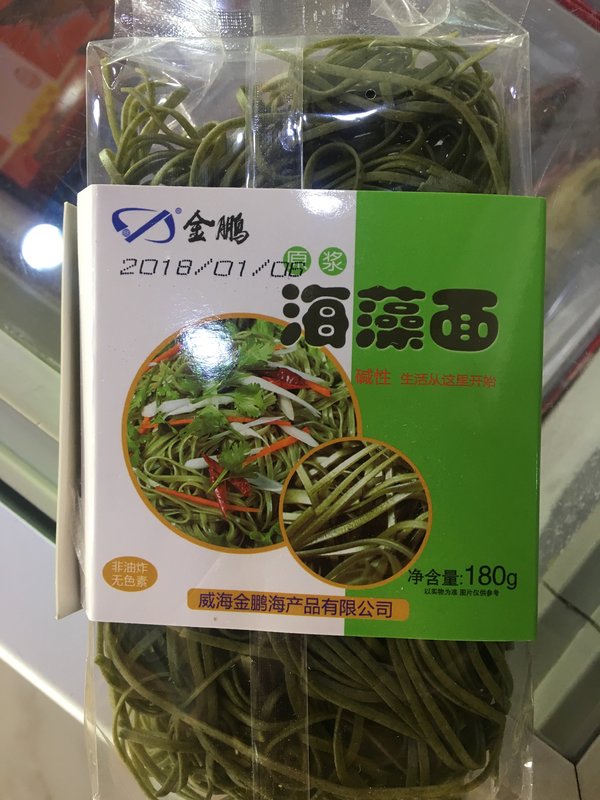 金鹏
2018/01/06
原浆
海藻面
碱性 生活从这里开始
非油炸
无色素
净含量:180g
以实物为准 图片仅供参考
威海金鹏海产品有限公司